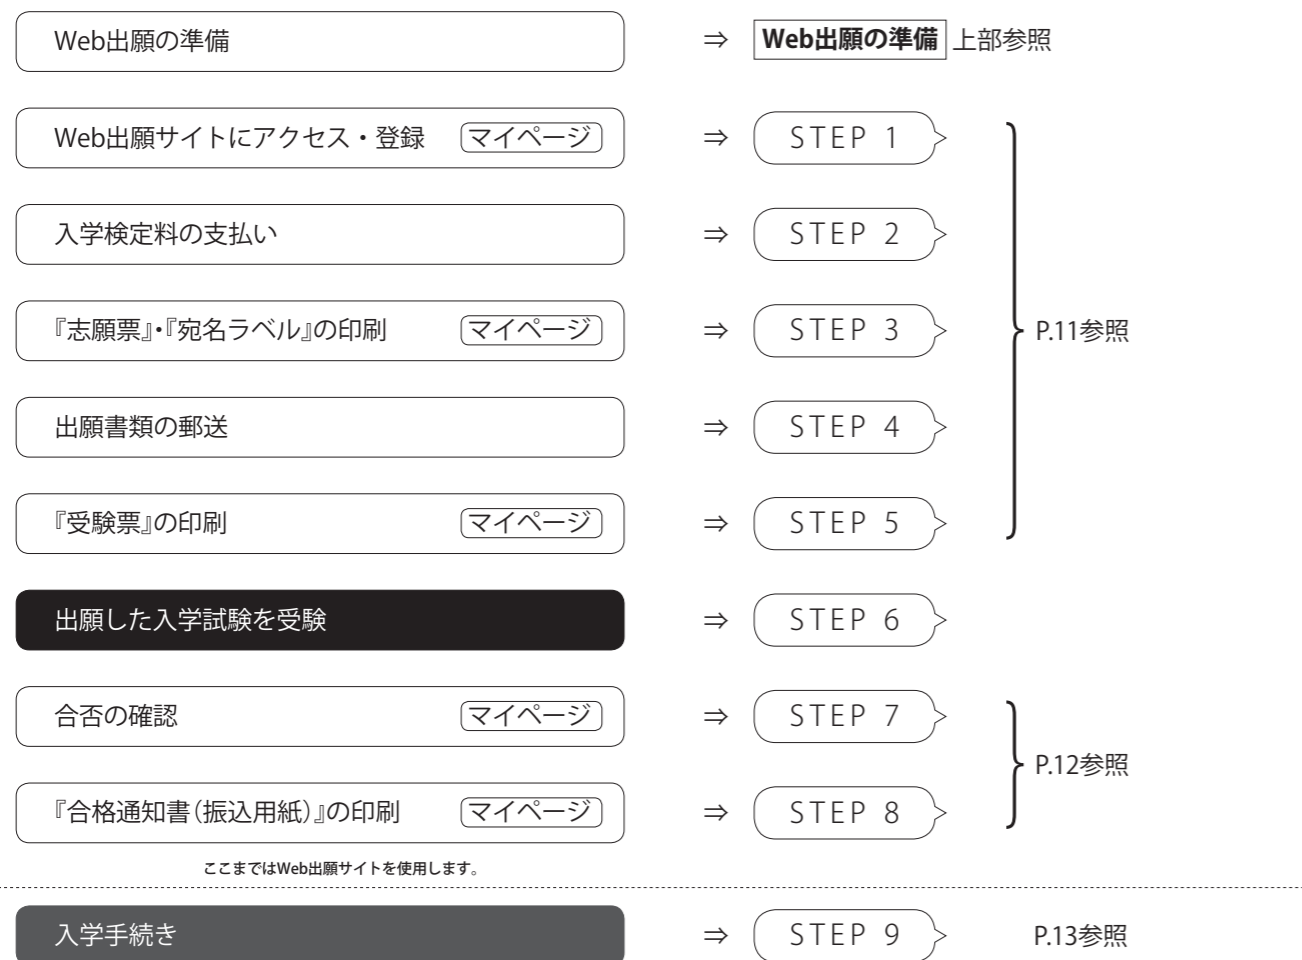 Web出願の準備 ⇒ Web出願の準備 上部参照
Web出願サイトにアクセス・登録 マイページ ⇒ STEP 1
入学検定料の支払い ⇒ STEP 2
『志願票』・『宛名ラベル』の印刷 マイページ ⇒ STEP 3 P.11参照
出願書類の郵送 ⇒ STEP 4
『受験票』の印刷 マイページ ⇒ STEP 5
出願した入学試験を受験 ⇒ STEP 6
合否の確認 マイページ ⇒ STEP 7
P.12参照
『合格通知書（振込用紙）』の印刷 マイページ ⇒ STEP 8
ここまではWeb出願サイトを使用します。
入学手続き ⇒ STEP 9 P.13参照